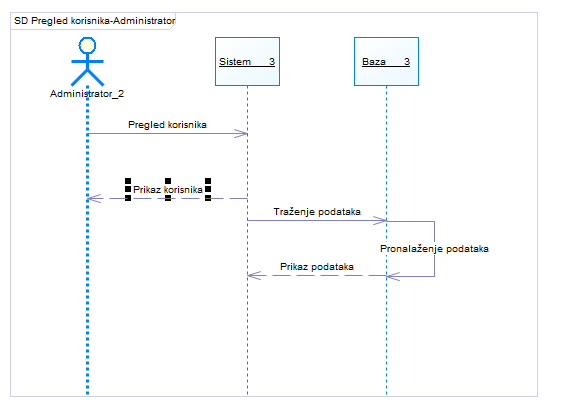 SD Pregled korisnika-Administrator
Sistem 3
Baza 3
Administrator_2
Pregled korisnika
Prikaz korisnika
Traženje podataka
Pronalaženje podataka
Prikaz podataka